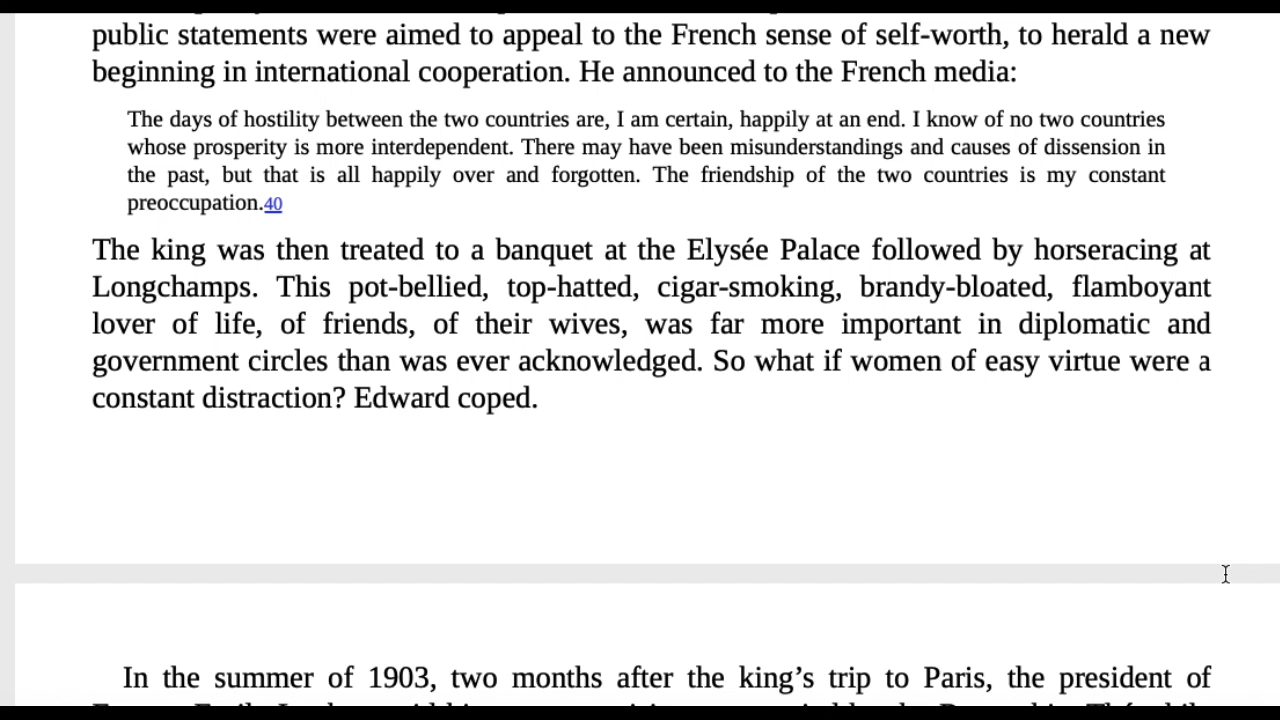 public statements were aimed to appeal to the French sense of self-worth, to herald a new
beginning in international cooperation. He announced to the French media:
The days of hostility between the two countries are, I am certain, happily at an end. I know of no two countries
whose prosperity is more interdependent. There may have been misunderstandings and causes of dissension in
the past, but that is all happily over and forgotten. The friendship of the two countries is my constant
preoccupation.40
The king was then treated to a banquet at the Elysée Palace followed by horseracing at
Longchamps. This pot-bellied, top-hatted, cigar-smoking, brandy-bloated, flamboyant
lover of life, of friends, of their wives, was far more important in diplomatic and
government circles than was ever acknowledged. So what if women of easy virtue were a
constant distraction? Edward coped.
In the summer of 1903, two months after the king’s trip to Paris, the president of